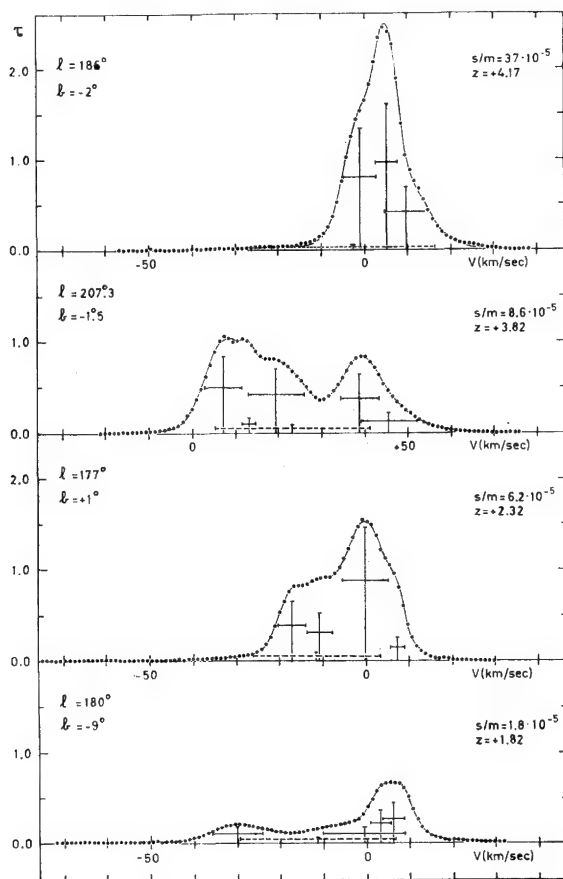 τ
2.0
1.0
0.0
ℓ = 186°
b = -2°
s/m = 37·10⁻⁵
z = +4.17
-50
0
V(km/sec)
1.0
0.0
ℓ = 207°.3
b = -1°.5
s/m = 8.6·10⁻⁵
z = +3.82
0
+50
V(km/sec)
1.0
0.0
ℓ = 177°
b = +1°
s/m = 6.2·10⁻⁵
z = +2.32
-50
0
V(km/sec)
1.0
0.0
ℓ = 180°
b = -9°
s/m = 1.8·10⁻⁵
z = +1.82
-50
0
V(km/sec)